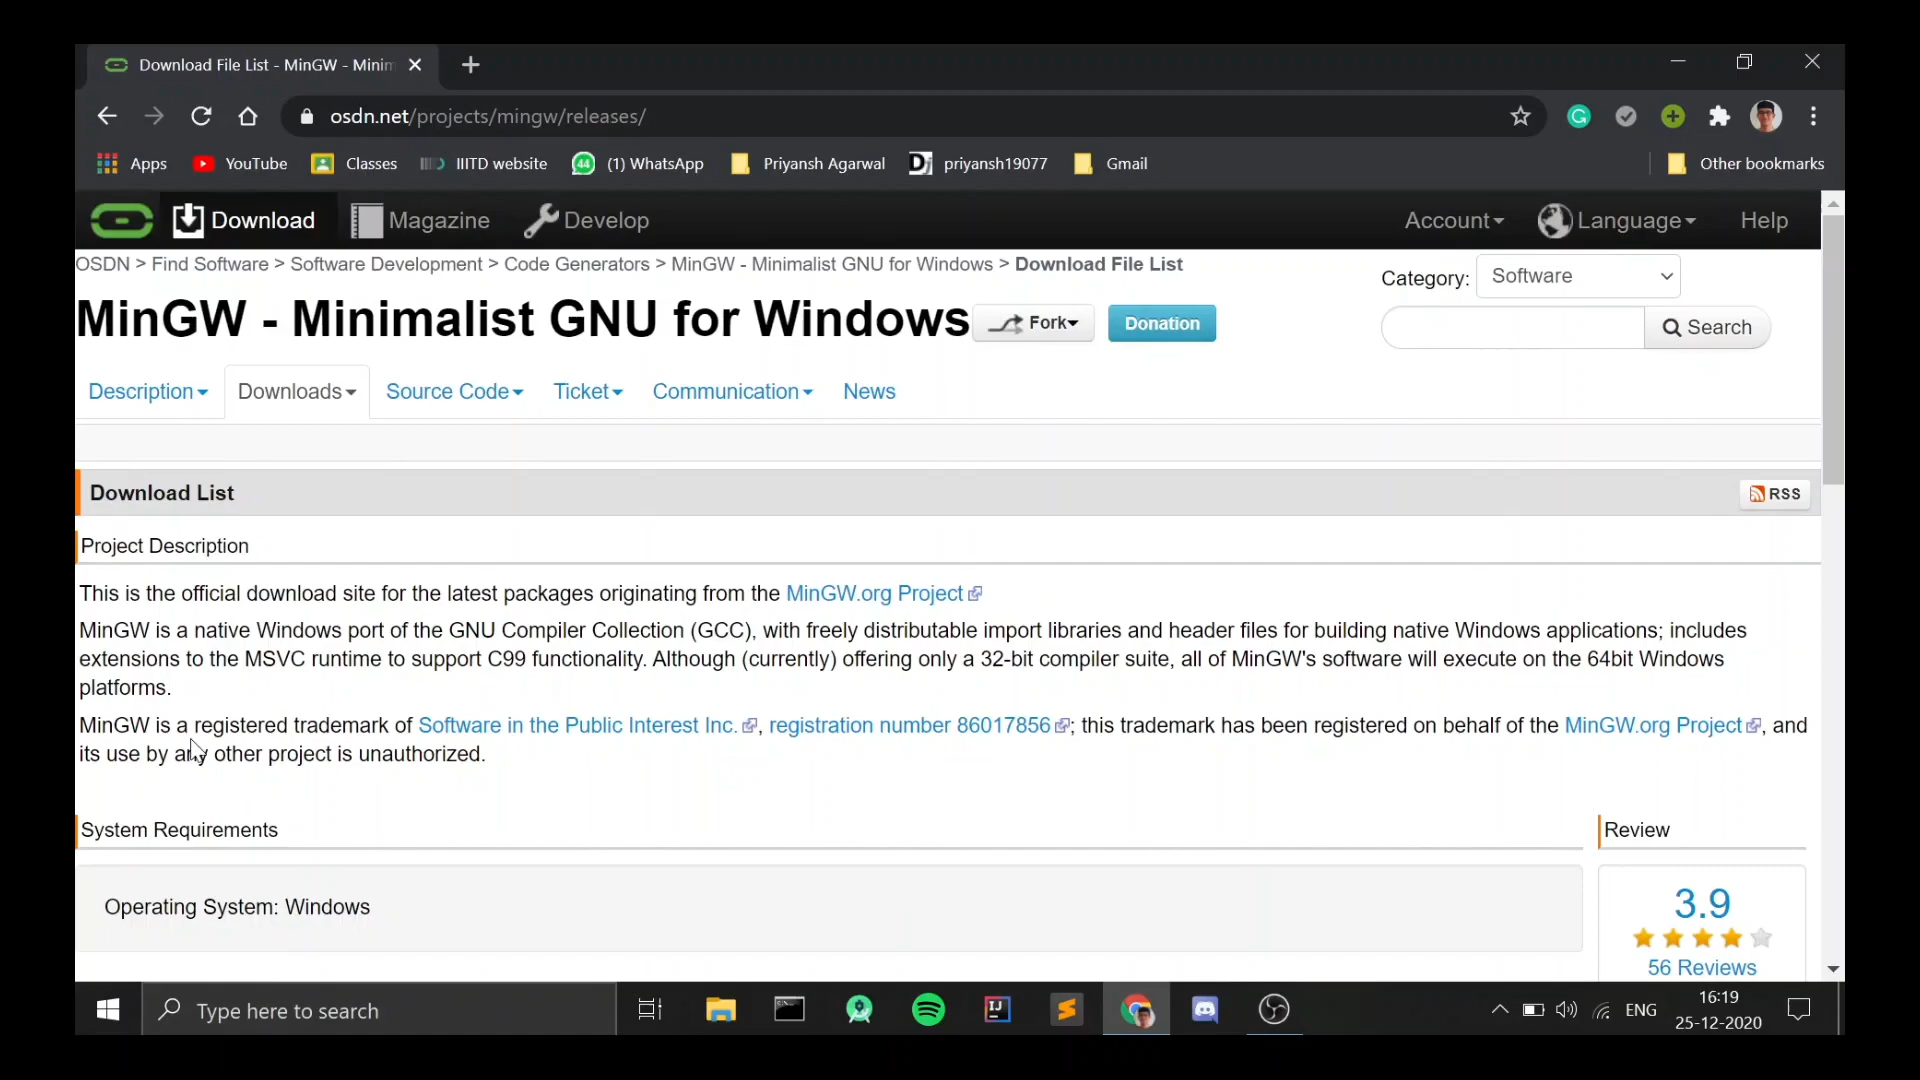 Download File List - MinGW - Minim
osdn.net/projects/mingw/releases/
Apps YouTube Classes IIITD website 44 (1) WhatsApp Priyansh Agarwal Dj priyansh19077 Gmail Other bookmarks
Download Magazine Develop Account Language Help
OSDN > Find Software > Software Development > Code Generators > MinGW - Minimalist GNU for Windows > Download File List
Category: Software
MinGW - Minimalist GNU for Windows Fork Donation
Search
Description Downloads Source Code Ticket Communication News
Download List RSS
Project Description
This is the official download site for the latest packages originating from the MinGW.org Project
MinGW is a native Windows port of the GNU Compiler Collection (GCC), with freely distributable import libraries and header files for building native Windows applications; includes
extensions to the MSVC runtime to support C99 functionality. Although (currently) offering only a 32-bit compiler suite, all of MinGW's software will execute on the 64bit Windows
platforms.
MinGW is a registered trademark of Software in the Public Interest Inc. , registration number 86017856 ; this trademark has been registered on behalf of the MinGW.org Project , and
its use by any other project is unauthorized.
System Requirements Review
Operating System: Windows
3.9
56 Reviews
Type here to search
ENG
16:19
25-12-2020